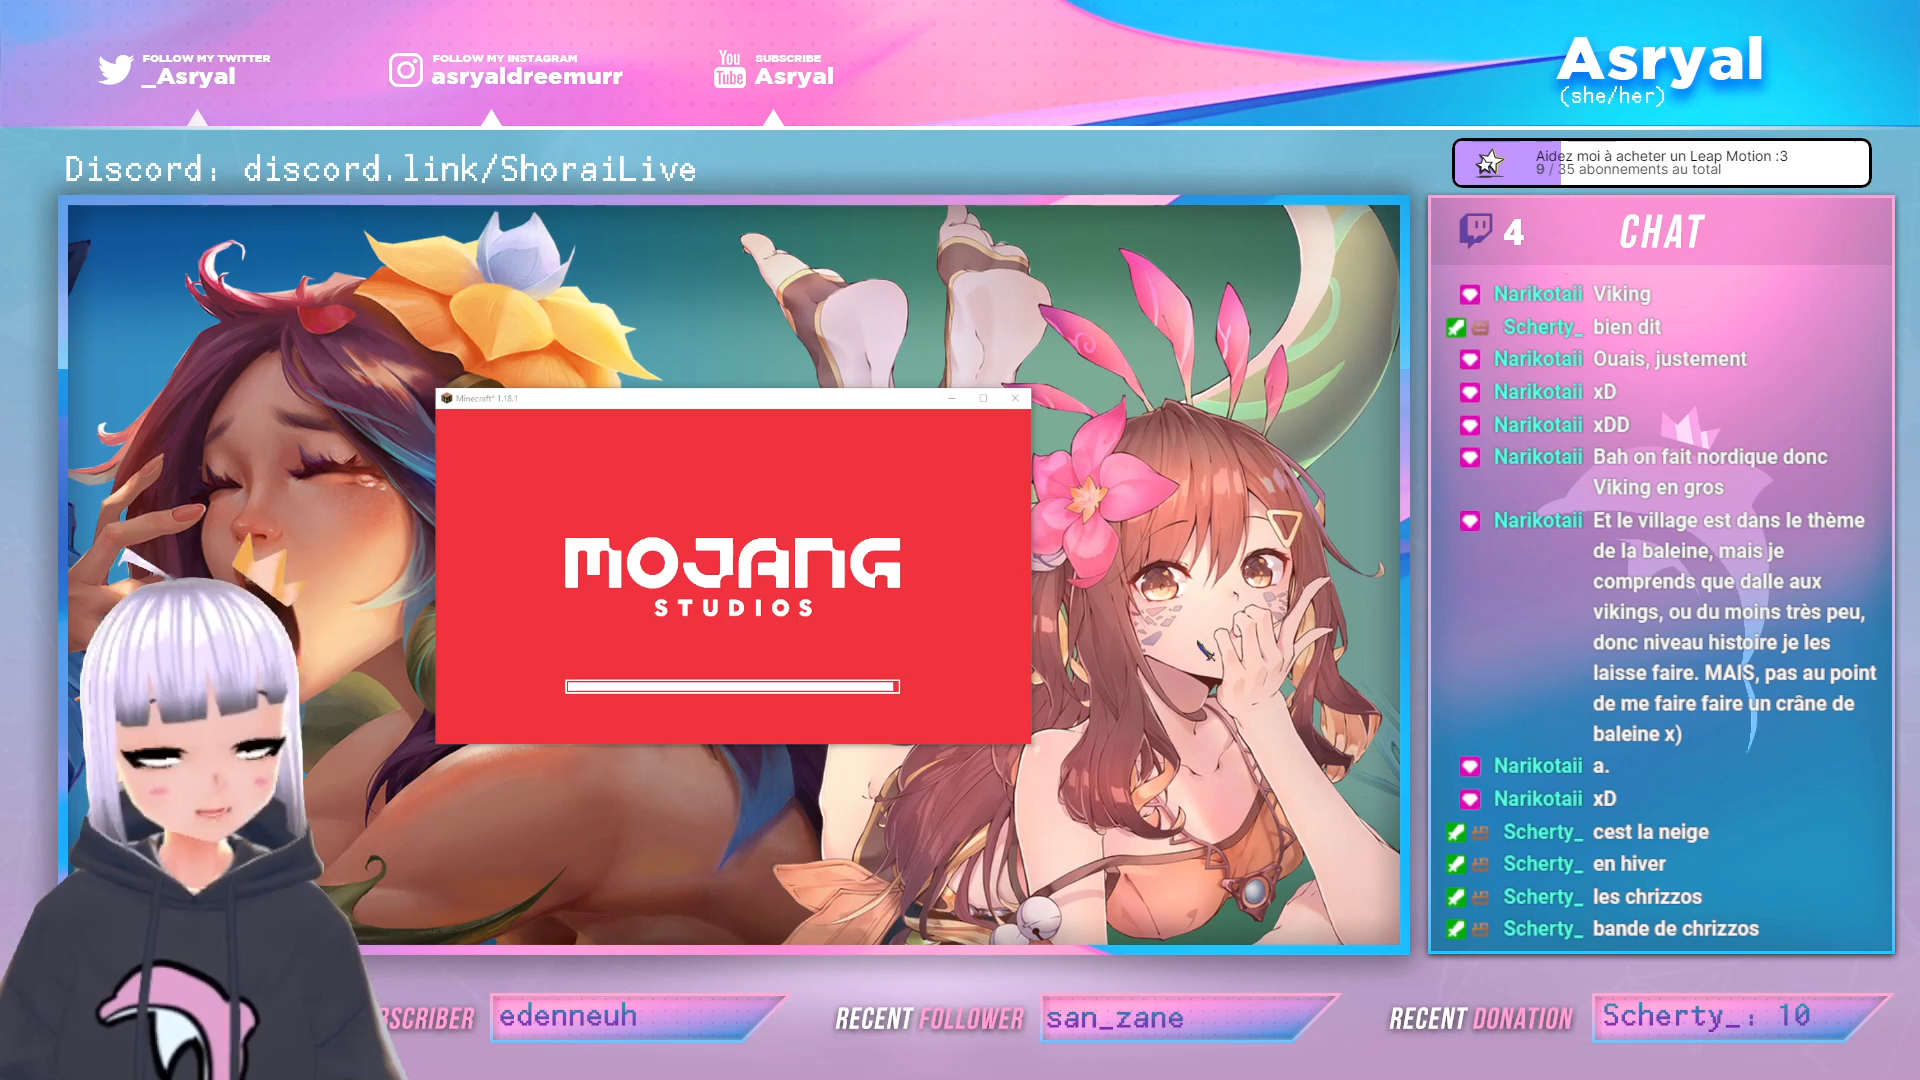 FOLLOW MY TWITTER
_Asryal
FOLLOW MY INSTAGRAM
asryaldreemurr
You
Tube
SUBSCRIBE
Asryal
Asryal
(she/her)
Discord: discord.link/ShoraiLive
Aidez moi à acheter un Leap Motion :3
9 / 35 abonnements au total
4
CHAT
Narikotaii Viking
Scherty_ bien dit
Narikotaii Ouais, justement
Narikotaii xD
Narikotaii xDD
Narikotaii Bah on fait nordique donc
Viking en gros
Narikotaii Et le village est dans le thème
de la baleine, mais je
comprends que dalle aux
vikings, ou du moins très peu,
donc niveau histoire je les
laisse faire. MAIS, pas au point
de me faire faire un crâne de
baleine x)
Narikotaii a.
Narikotaii xD
Scherty_ cest la neige
Scherty_ en hiver
Scherty_ les chrizzos
Scherty_ bande de chrizzos
Minecraft* 1.18.1
MOJANG
STUDIOS
BSCRIBER
edenneuh
RECENT FOLLOWER
san_zane
RECENT DONATION
Scherty_: 10